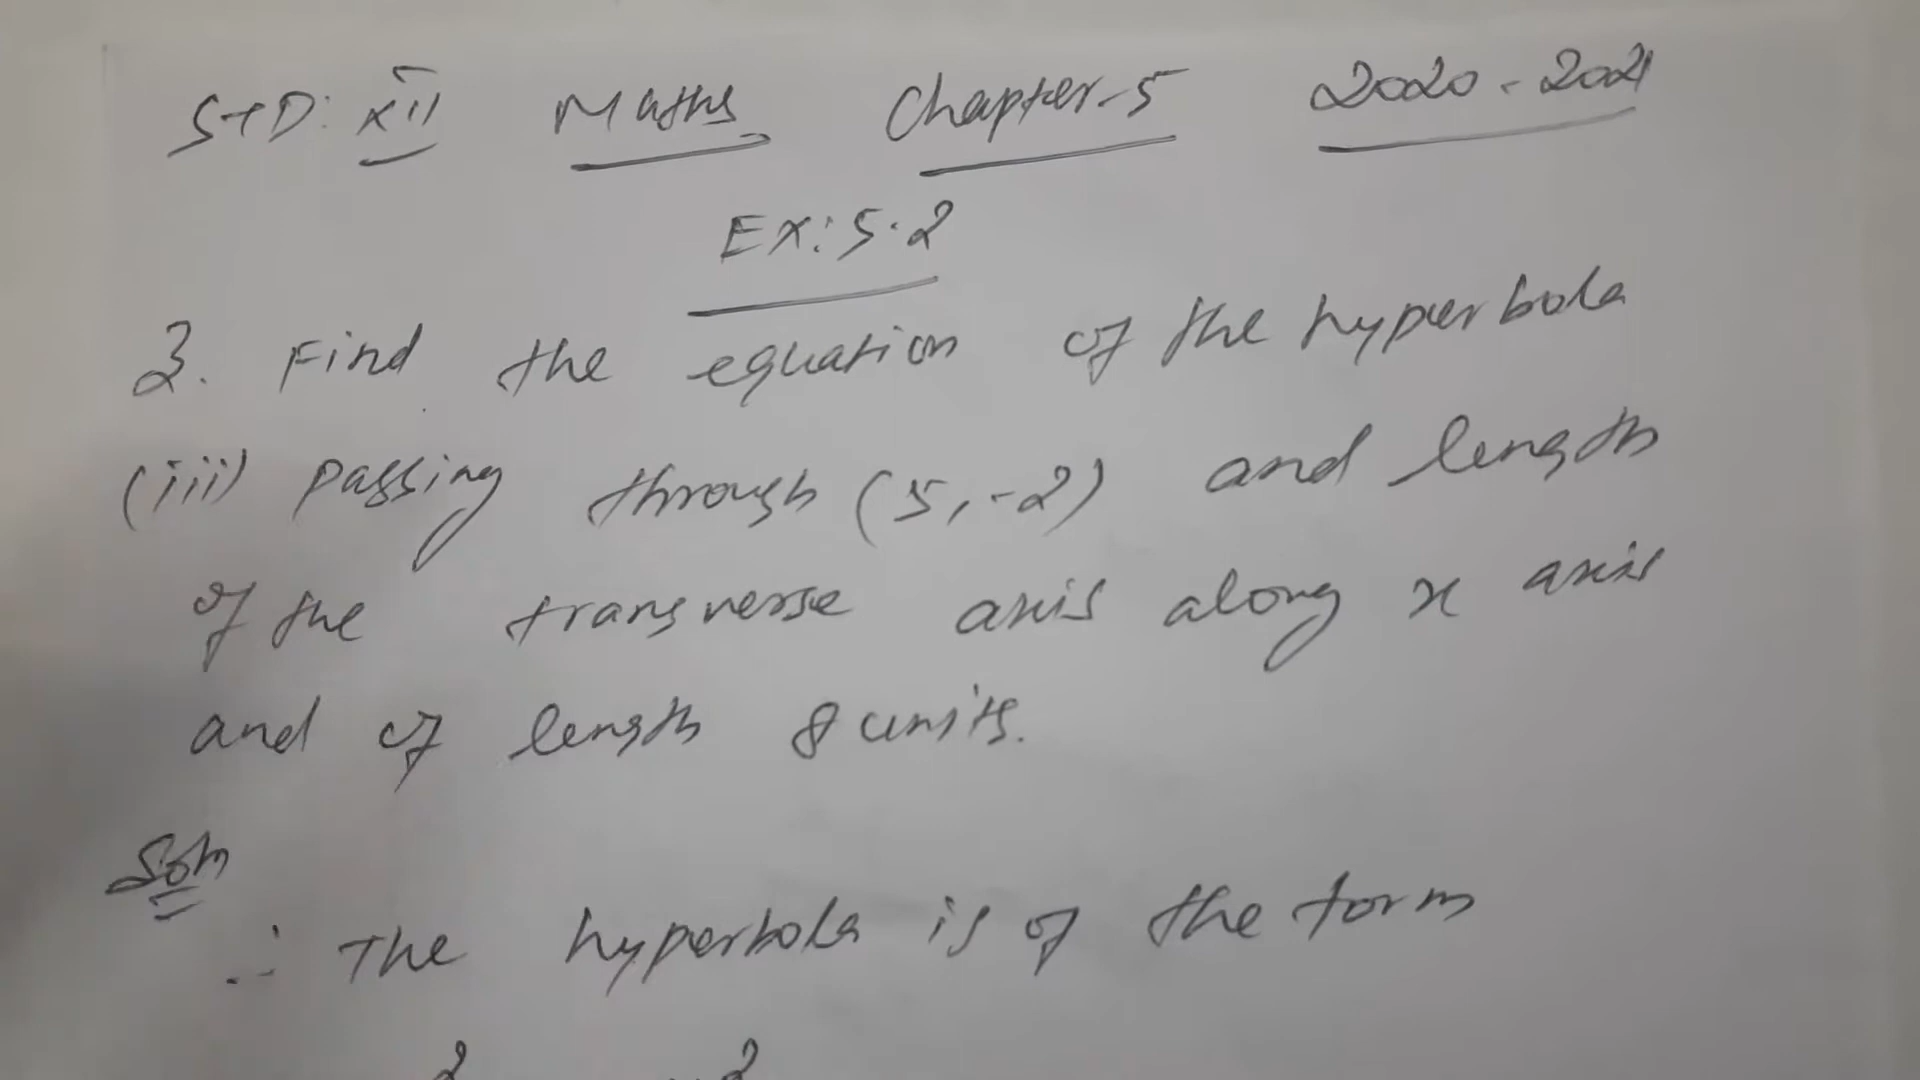 STD: XII Maths Chapter-5 2020-2021
EX: 5.2
3. Find the equation of the hyperbola
(iii) passing through (5, -2) and length
of the transverse axis along x axis
and of length 8 units.
Soln
∴ The hyperbola is of the form
2 2